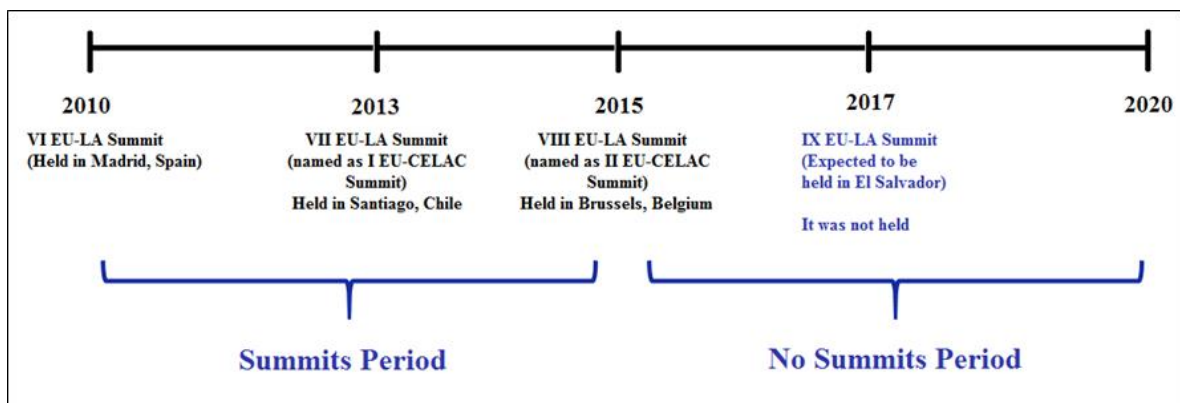 2010
2013
2015
2017
2020
VI EU-LA Summit
(Held in Madrid, Spain)
VII EU-LA Summit
(named as I EU-CELAC
Summit)
Held in Santiago, Chile
VIII EU-LA Summit
(named as II EU-CELAC
Summit)
Held in Brussels, Belgium
IX EU-LA Summit
(Expected to be
held in El Salvador)
It was not held
Summits Period
No Summits Period